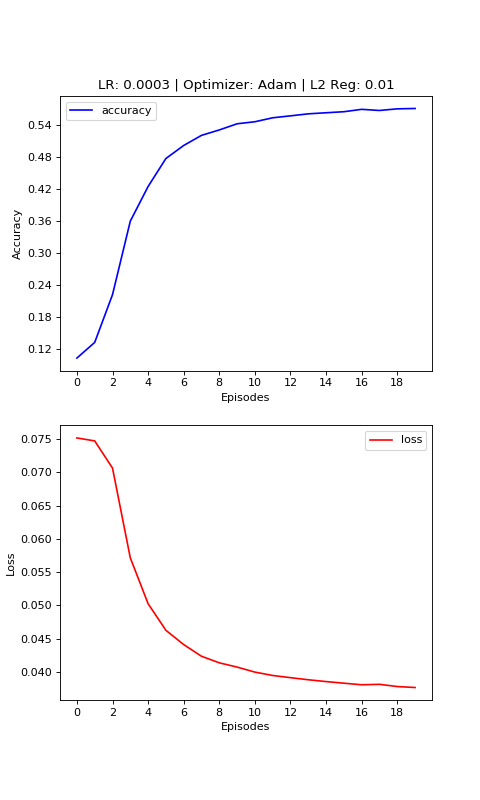 LR: 0.0003 | Optimizer: Adam | L2 Reg: 0.01
accuracy
Accuracy
0.54
0.48
0.42
0.36
0.30
0.24
0.18
0.12
0 2 4 6 8 10 12 14 16 18
Episodes
loss
Loss
0.075
0.070
0.065
0.060
0.055
0.050
0.045
0.040
0 2 4 6 8 10 12 14 16 18
Episodes